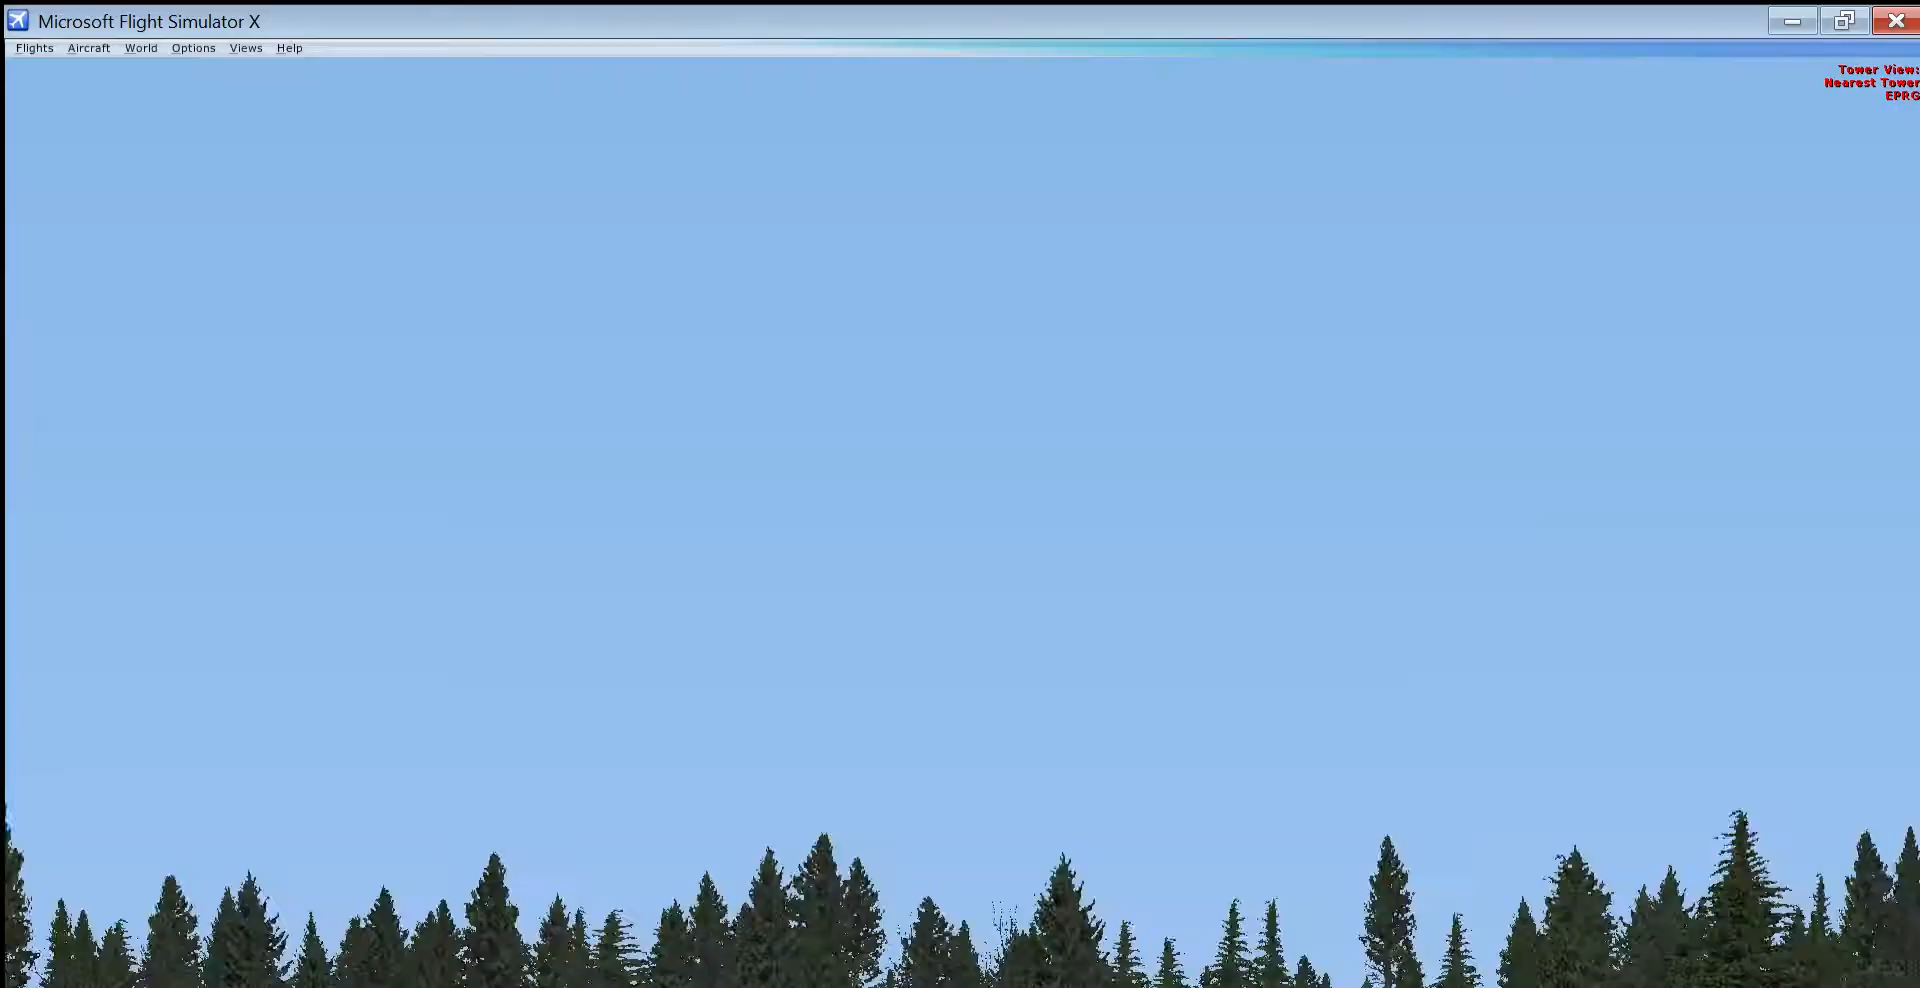 Microsoft Flight Simulator X
Flights Aircraft World Options Views Help
Tower View:
Nearest Tower
EPRG